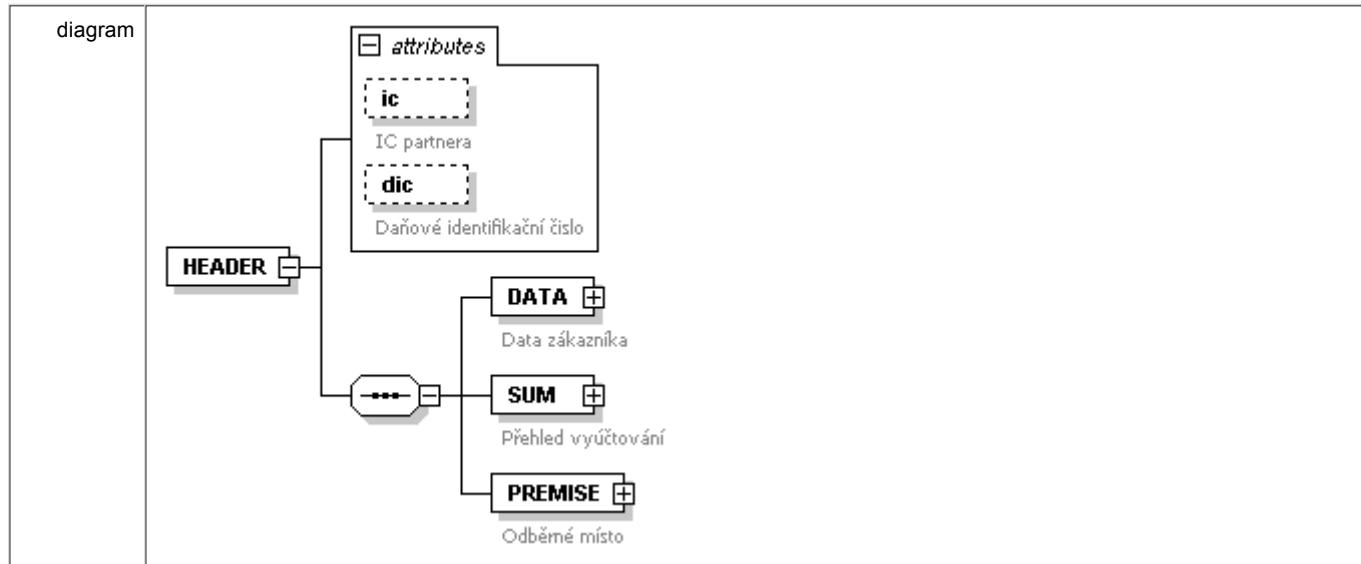 diagram
attributes
ic
IC partnera
dic
Daňové identifikační čislo
HEADER
DATA
Data zákazníka
SUM
Přehled vyúčtování
PREMISE
Odběrné místo